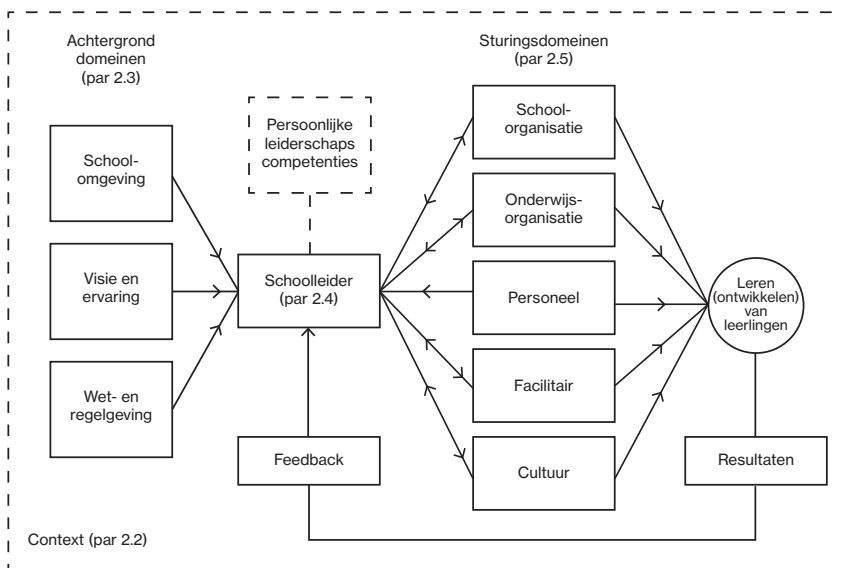 Achtergrond
domeinen
(par 2.3)
Sturingsdomeinen
(par 2.5)
Persoonlijke
leiderschaps
competenties
School-
omgeving
Visie en
ervaring
Wet- en
regelgeving
Schoolleider
(par 2.4)
Feedback
School-
organisatie
Onderwijs-
organisatie
Personeel
Facilitair
Cultuur
Leren
(ontwikkelen)
van
leerlingen
Resultaten
Context (par 2.2)